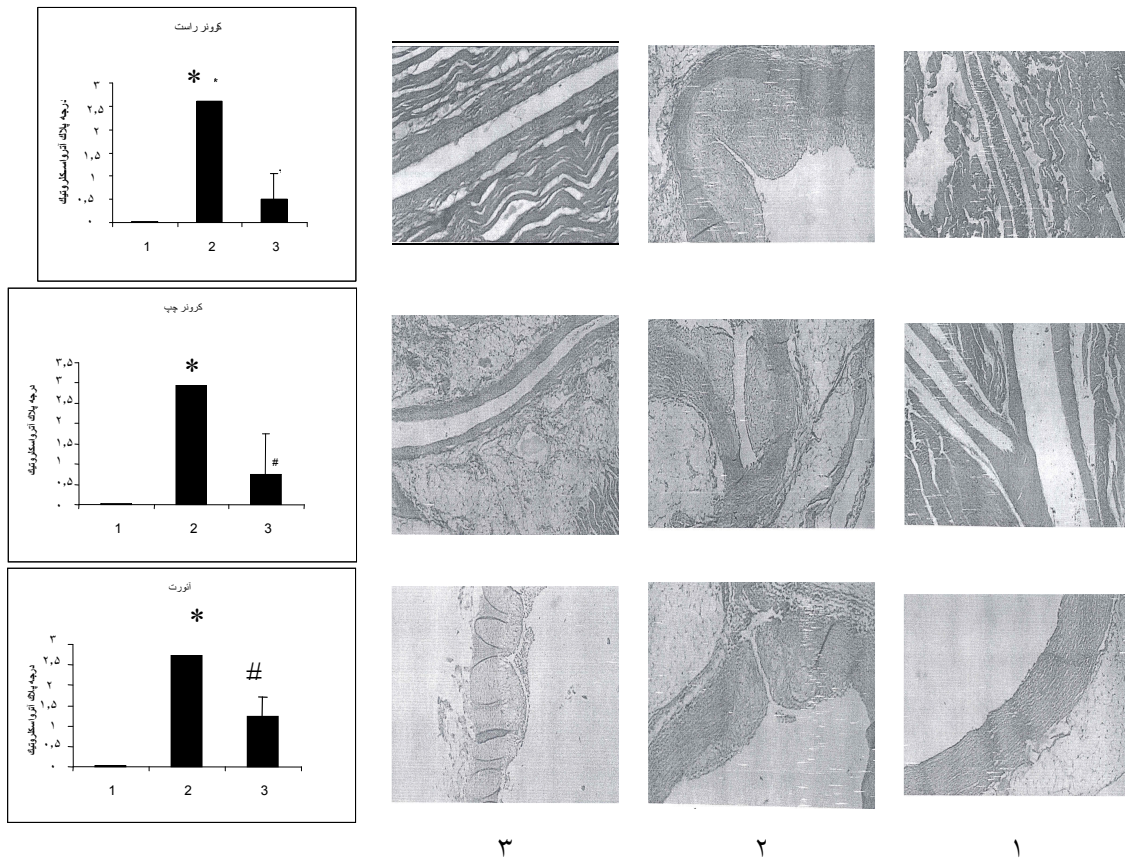 کرونر راست
درجه پلاک آترواسکلروتیک
۳
۲,۵
۲
۱,۵
۱
۰,۵
۰
* *
1 2 3
کرونر چپ
درجه پلاک آترواسکلروتیک
۳,۵
۳
۲,۵
۲
۱,۵
۱
۰,۵
۰
*
#
1 2 3
آئورت
درجه پلاک آترواسکلروتیک
۳
۲,۵
۲
۱,۵
۱
۰,۵
۰
*
#
1 2 3
۳ ۲ ۱